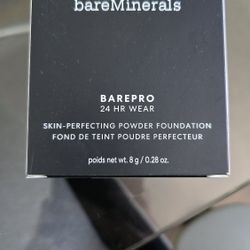 bareMinerals
BAREPRO
24 HR WEAR
SKIN-PERFECTING POWDER FOUNDATION
FOND DE TEINT POUDRE PERFECTEUR
poids net wt. 8 g / 0.28 oz.